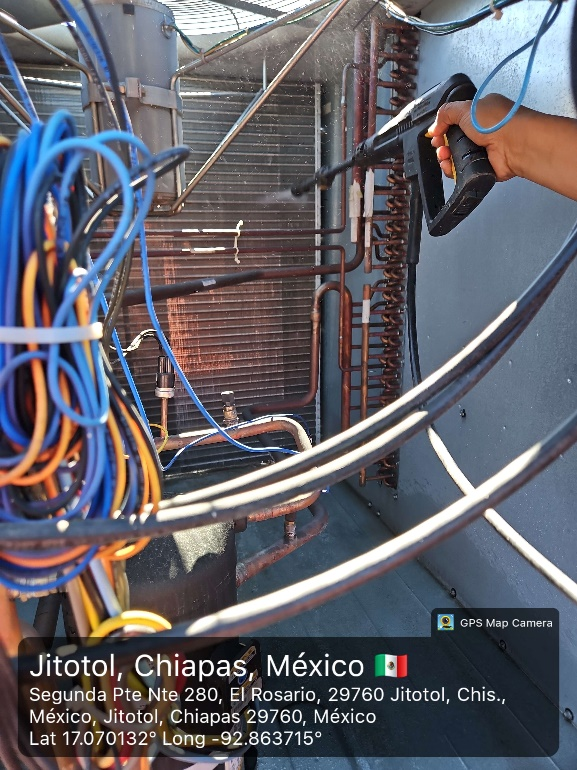 GPS Map Camera
Jitotol, Chiapas, México
Segunda Pte Nte 280, El Rosario, 29760 Jitotol, Chis.,
México, Jitotol, Chiapas 29760, México
Lat 17.070132° Long -92.863715°